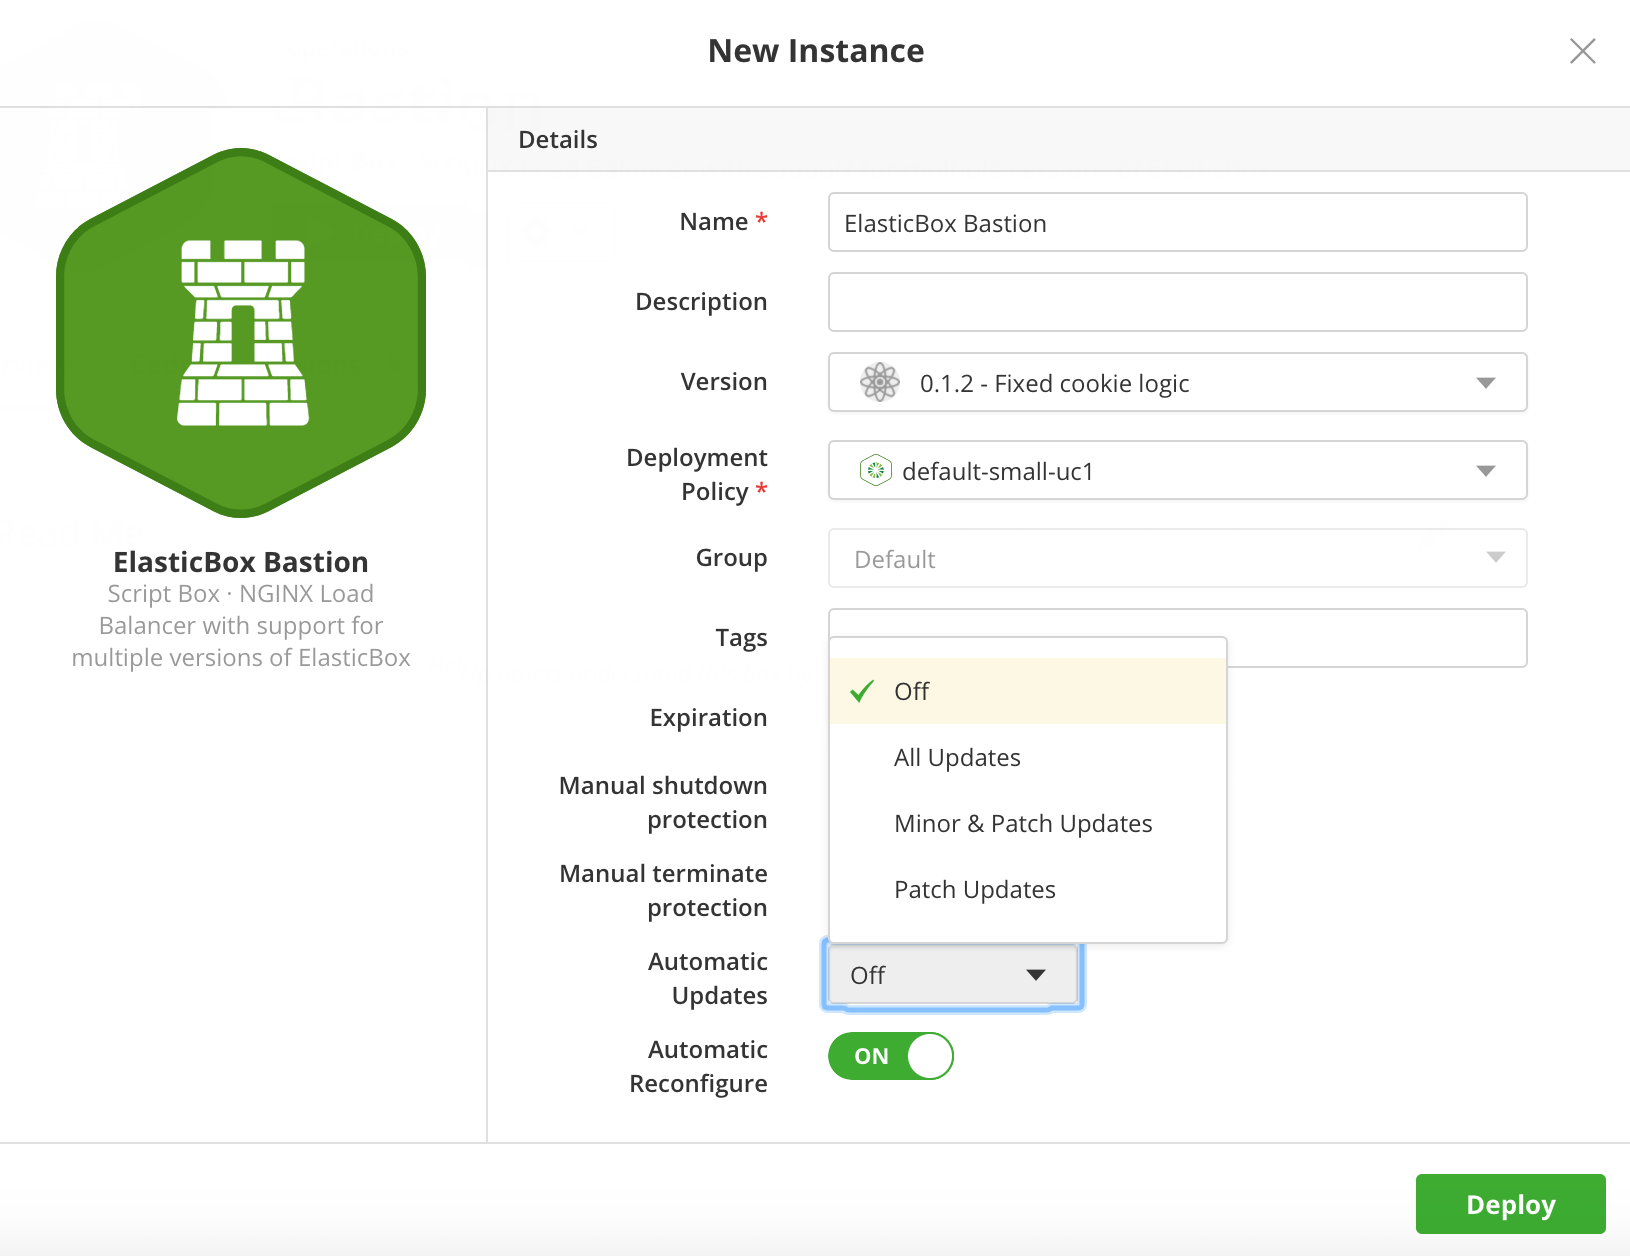 New Instance
Details
ElasticBox Bastion
Script Box · NGINX Load
Balancer with support for
multiple versions of ElasticBox
Name * ElasticBox Bastion
Description
Version 0.1.2 - Fixed cookie logic
Deployment
Policy * default-small-uc1
Group Default
Tags
Expiration
Manual shutdown
protection
Manual terminate
protection
Off
All Updates
Minor & Patch Updates
Patch Updates
Automatic
Updates Off
Automatic
Reconfigure ON
Deploy